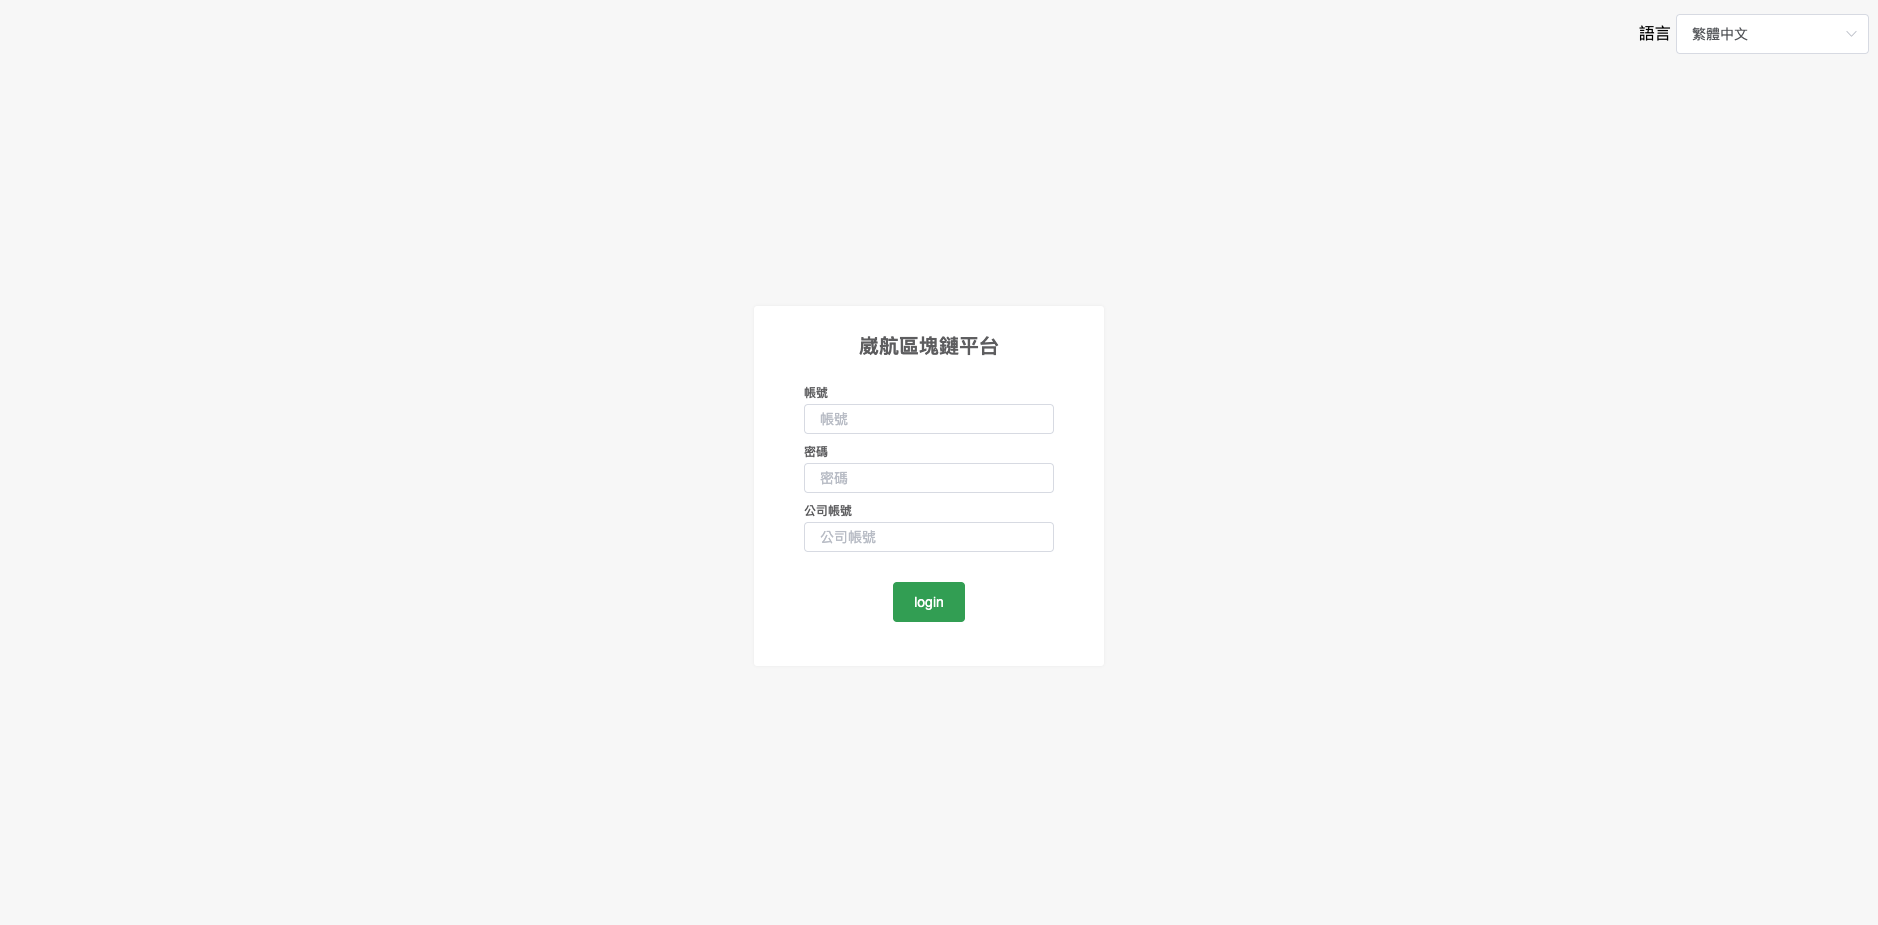 語言 繁體中文
崴航區塊鏈平台
帳號
帳號
密碼
密碼
公司帳號
公司帳號
login